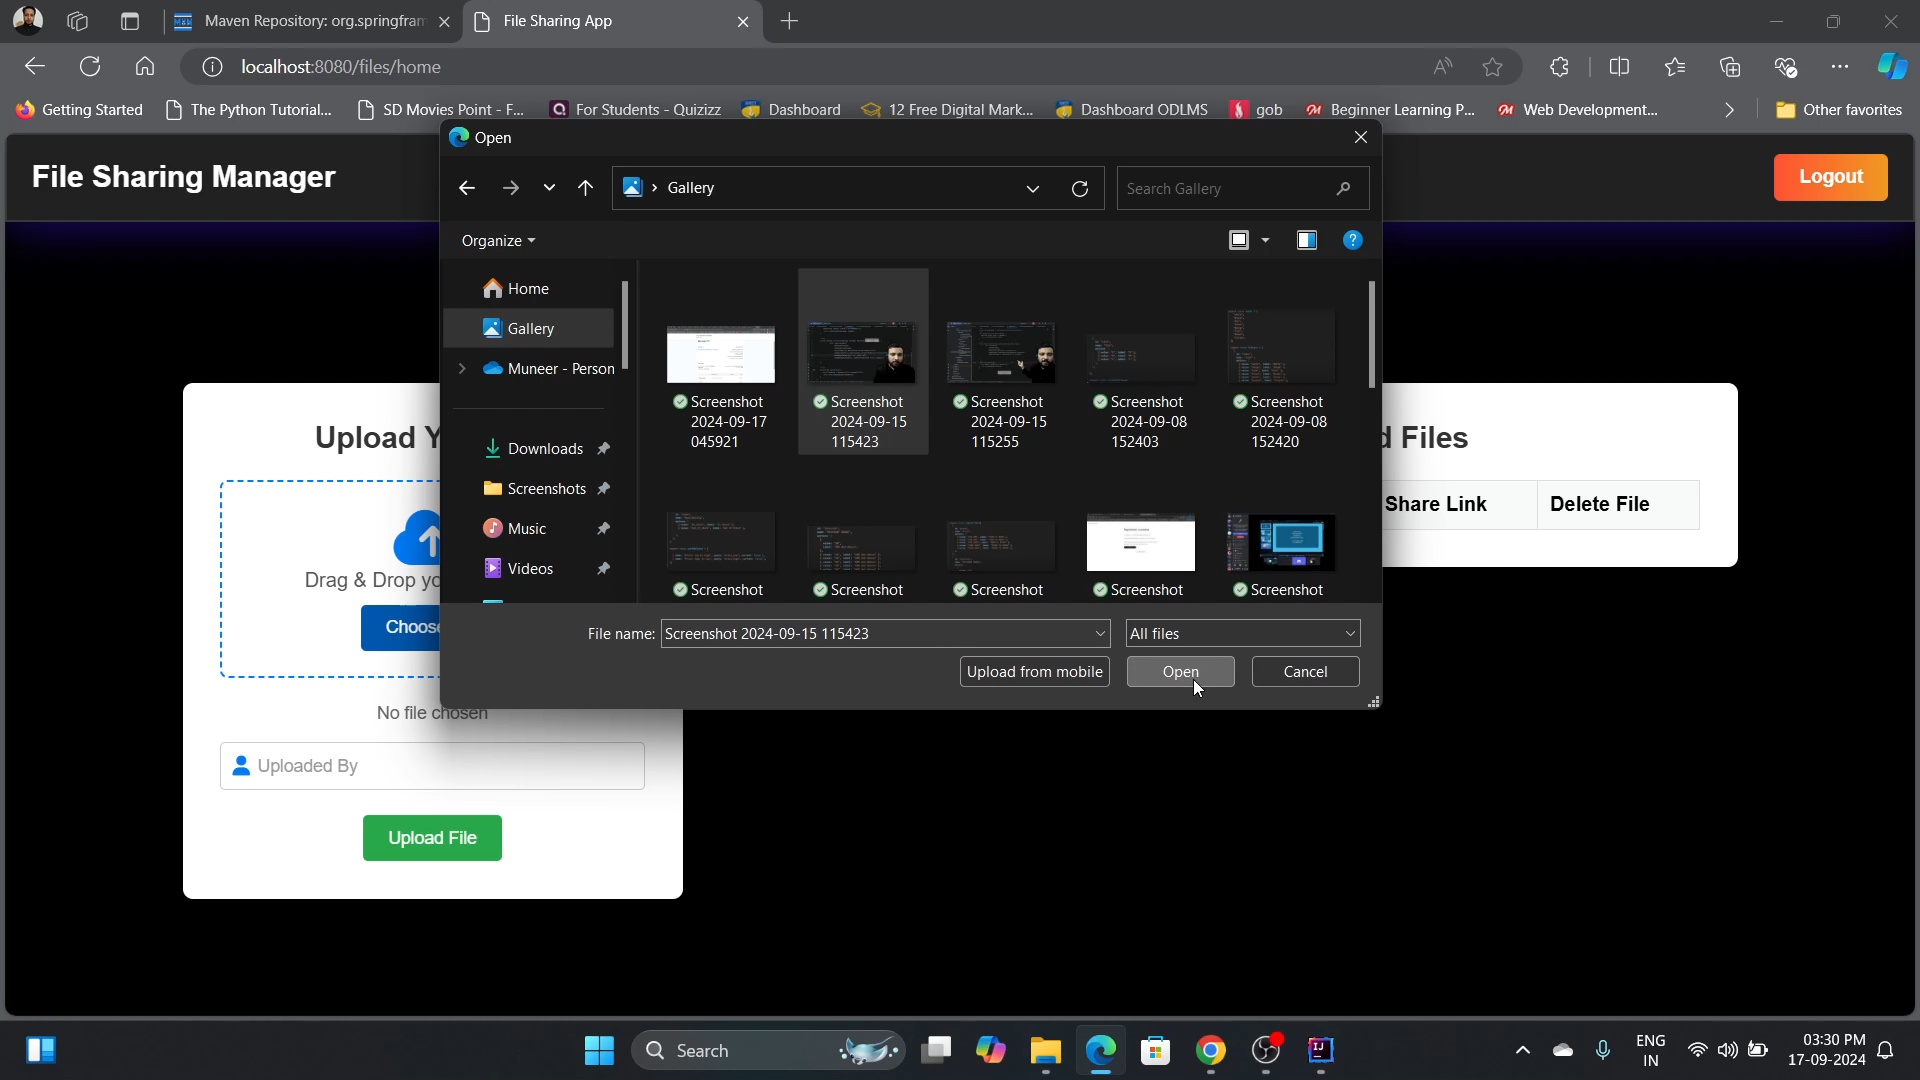 Maven Repository: org.springfram
File Sharing App
localhost:8080/files/home
Getting Started
The Python Tutorial...
SD Movies Point - F...
For Students - Quizizz
Dashboard
12 Free Digital Mark...
Dashboard ODLMS
gob
Beginner Learning P...
Web Development...
Other favorites
File Sharing Manager
Logout
Open
Gallery
Search Gallery
Organize
Home
Gallery
Muneer - Person
Downloads
Screenshots
Music
Videos
Screenshot
2024-09-17
045921
Screenshot
2024-09-15
115423
Screenshot
2024-09-15
115255
Screenshot
2024-09-08
152403
Screenshot
2024-09-08
152420
Screenshot
Screenshot
Screenshot
Screenshot
Screenshot
File name: Screenshot 2024-09-15 115423
All files
Upload from mobile
Open
Cancel
Upload Y
Drag & Drop yo
Choose
No file chosen
Uploaded By
Upload File
d Files
Share Link
Delete File
Search
ENG
IN
03:30 PM
17-09-2024